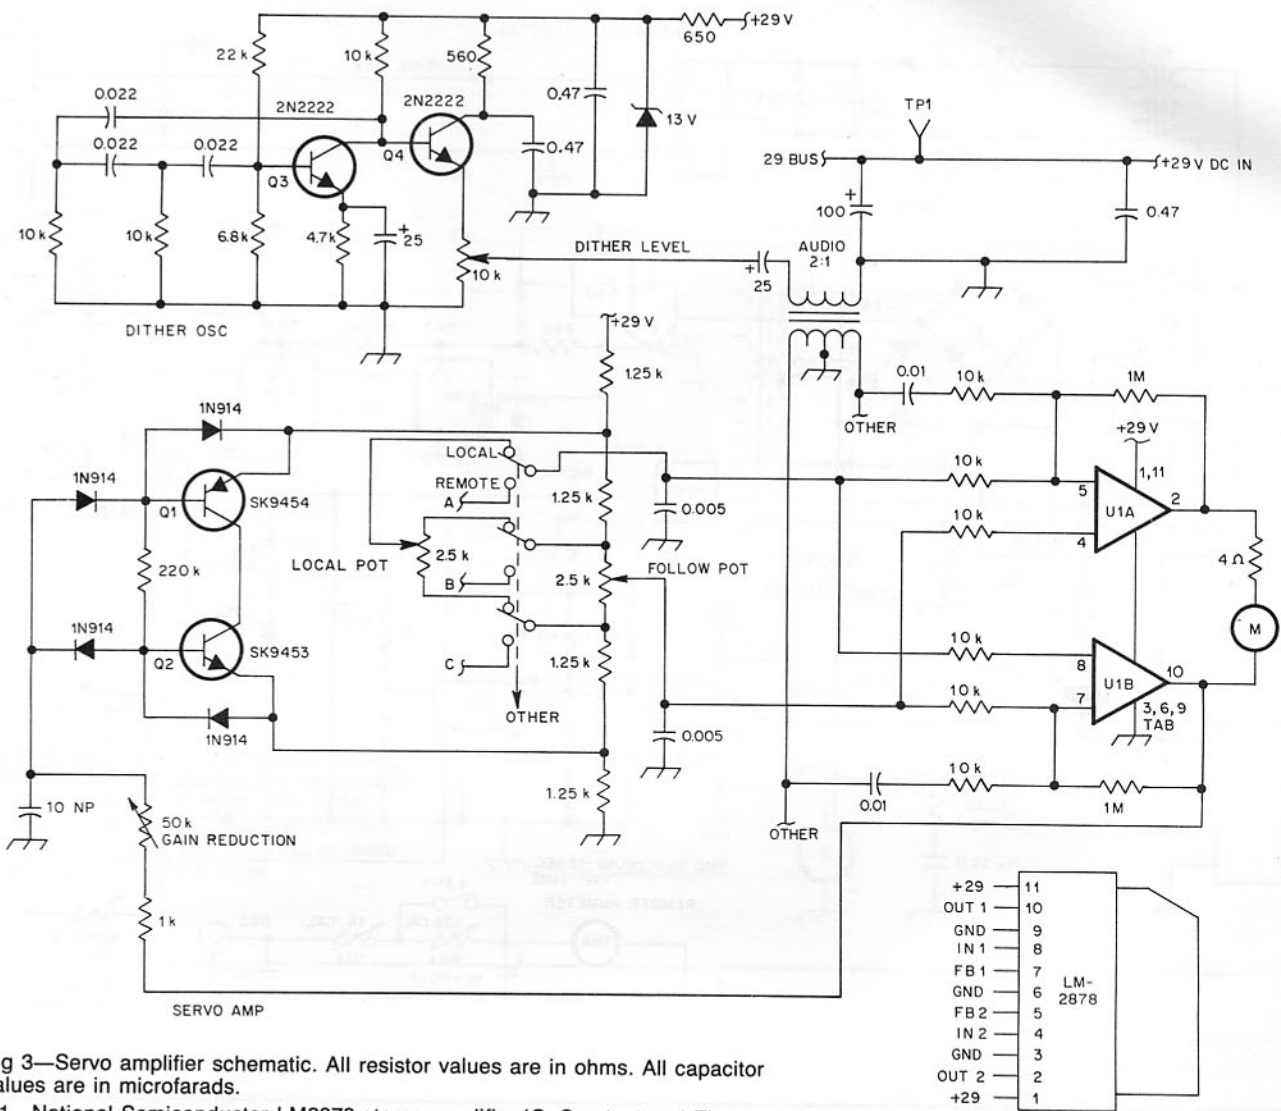 +29 V
650
22 k
10 k
560
0.022
2N2222
2N2222
0.47
13 V
TP1
0.022
0.022
Q4
0.47
29 BUS
+29 V DC IN
Q3
100
+
0.47
10 k
10 k
6.8k
4.7k
+
25
DITHER LEVEL
AUDIO
2:1
10 k
+
25
DITHER OSC
+29 V
1.25 k
0.01
10 k
1M
1N914
OTHER
+29 V
LOCAL
1N914
REMOTE
10 k
1,11
SK9454
A
1.25 k
5
2
Q1
0.005
U1A
10 k
4
2.5 k
220 k
LOCAL POT
B
2.5 k
FOLLOW POT
4 Ω
1N914
M
Q2
SK9453
10 k
C
1.25 k
8
10
U1B
10 k
7
3, 6, 9
TAB
OTHER
1N914
0.005
10 k
10 NP
1.25 k
0.01
1M
50 k
GAIN REDUCTION
OTHER
+29 11
OUT 1 10
1 k
GND 9
IN 1 8
FB 1 7
LM-
2878
GND 6
FB 2 5
SERVO AMP
IN 2 4
GND 3
OUT 2 2
+29 1
g 3—Servo amplifier schematic. All resistor values are in ohms. All capacitor
alues are in microfarads.